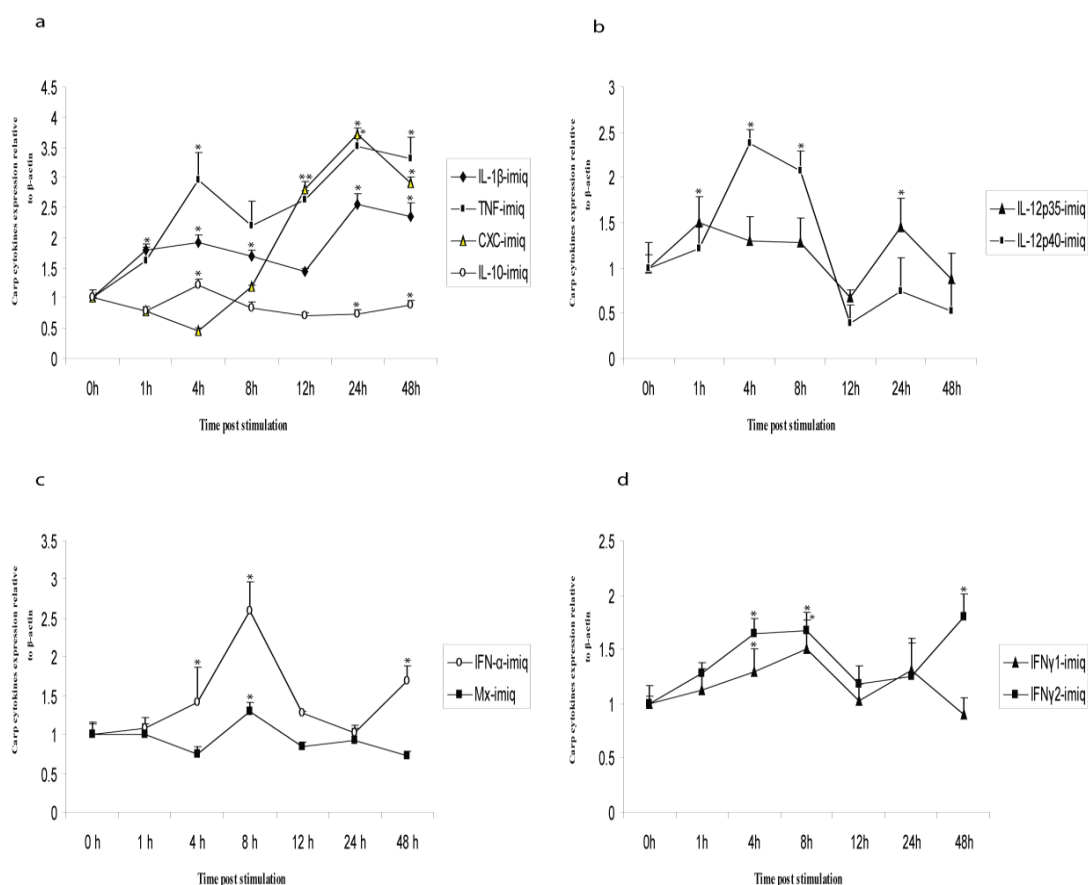 a
Carp cytokines expression relative
to β-actin
5
4.5
4
3.5
3
2.5
2
1.5
1
0.5
0
* * * * * * ** * * * * * * *
0h 1h 4h 8h 12h 24h 48h
Time post stimulation
IL-1β-imiq
TNF-imiq
CXC-imiq
IL-10-imiq
b
Carp cytokines expression relative
to β-actin
3
2.5
2
1.5
1
0.5
0
* * * *
0h 1h 4h 8h 12h 24h 48h
Time post stimulation
IL-12p35-imiq
IL-12p40-imiq
c
Carp cytokines expression relative
to β-actin
3.5
3
2.5
2
1.5
1
0.5
0
* * * *
0 h 1 h 4 h 8 h 12 h 24 h 48 h
Time post stimulation
IFN-α-imiq
Mx-imiq
d
Carp cytokines expression relative
to β-actin
2.5
2
1.5
1
0.5
0
* * * * *
0h 1h 4h 8h 12h 24h 48h
Time post stimulation
IFNγ1-imiq
IFNγ2-imiq